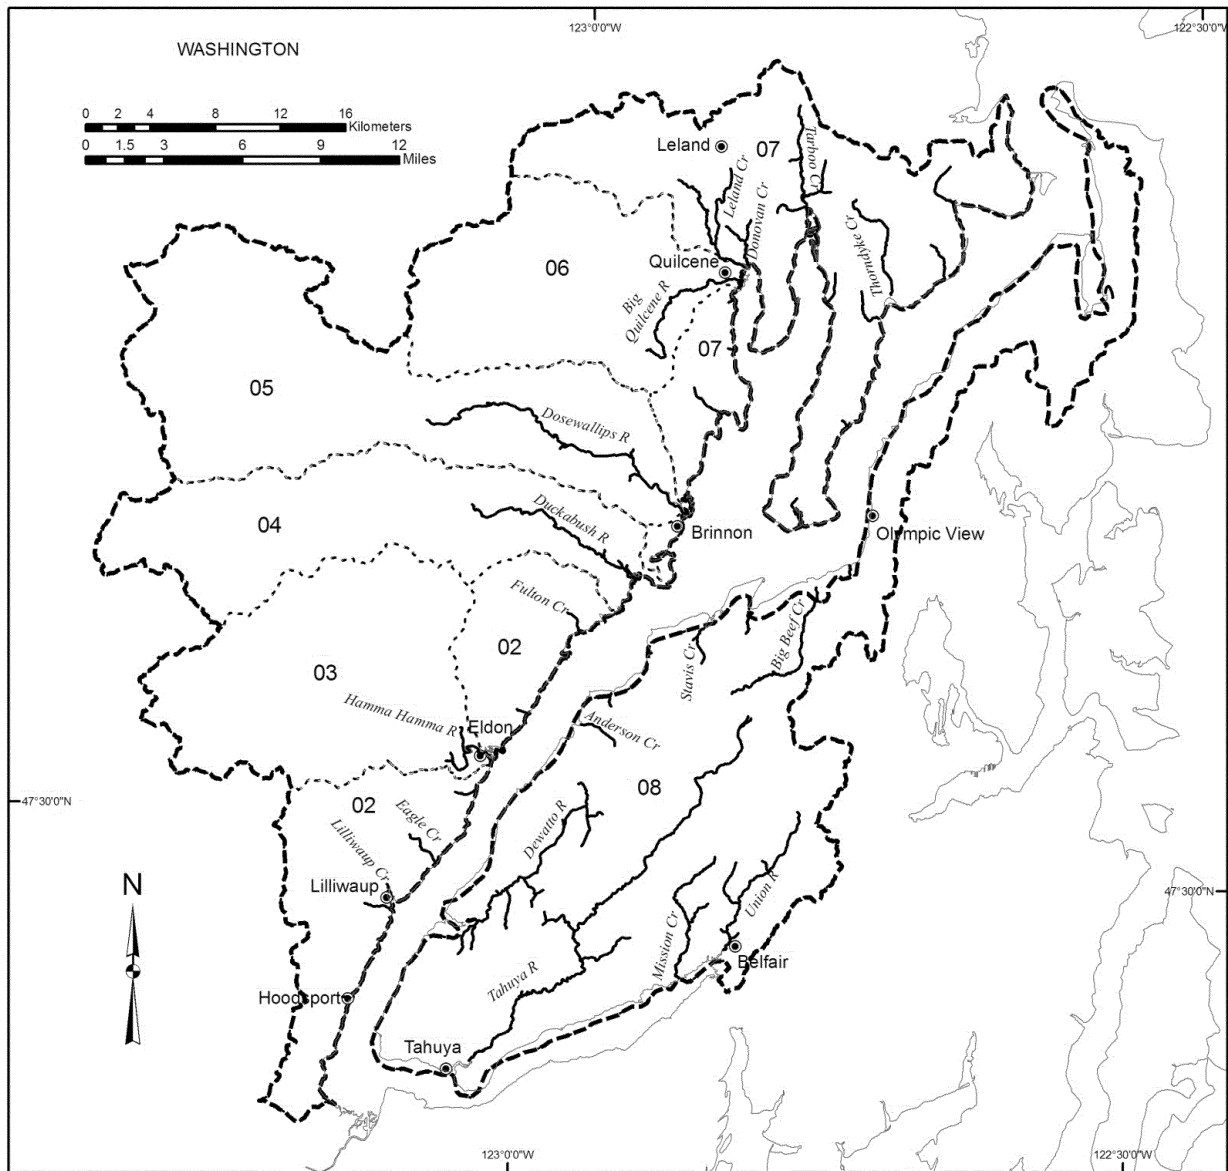 123°0'0"W
122°30'0"W
WASHINGTON
0 2 4 8 12 16
Kilometers
0 1.5 3 6 9 12
Miles
Leland
07
Tarboo Cr
Leland Cr
Donovan Cr
Thorndyke Cr
Quilcene
06
Big
Quilcene R
07
05
Dosewallips R
04
Duckabush R
Brinnon
Olympic View
Fulton Cr
02
Big Beef Cr
Stavis Cr
03
Hamma Hamma R
Eldon
Anderson Cr
08
47°30'0"N
02
Eagle Cr
Dewatto R
Lilliwaup Cr
Lilliwaup
N
Union R
47°30'0"N
Mission Cr
Belfair
Tahuya R
Hoodsport
Tahuya
123°0'0"W
122°30'0"W